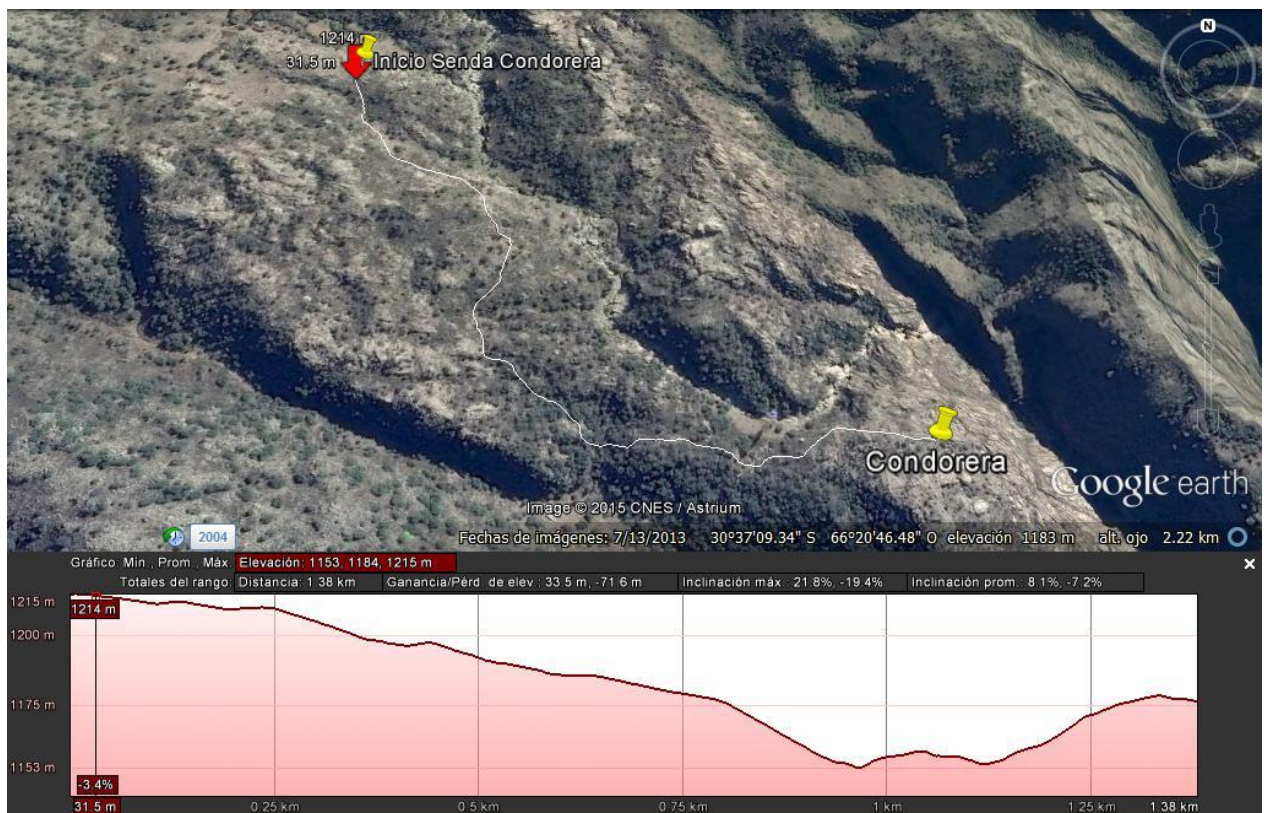 N
1214 m
31.5 m
Inicio Senda Condorera
Condorera
Google earth
Image © 2015 CNES / Astrium
2004
Fechas de imágenes: 7/13/2013 30°37'09.34" S 66°20'46.48" O elevación 1183 m alt. ojo 2.22 km
Gráfico: Mín., Prom., Máx. Elevación: 1153, 1184, 1215 m
Totales del rango: Distancia: 1.38 km Ganancia/Pérd. de elev.: 33.5 m, -71.6 m Inclinación máx.: 21.8%, -19.4% Inclinación prom.: 8.1%, -7.2%
1215 m
1214 m
1200 m
1175 m
1153 m
-3.4%
31.5 m 0.25 km 0.5 km 0.75 km 1 km 1.25 km 1.38 km